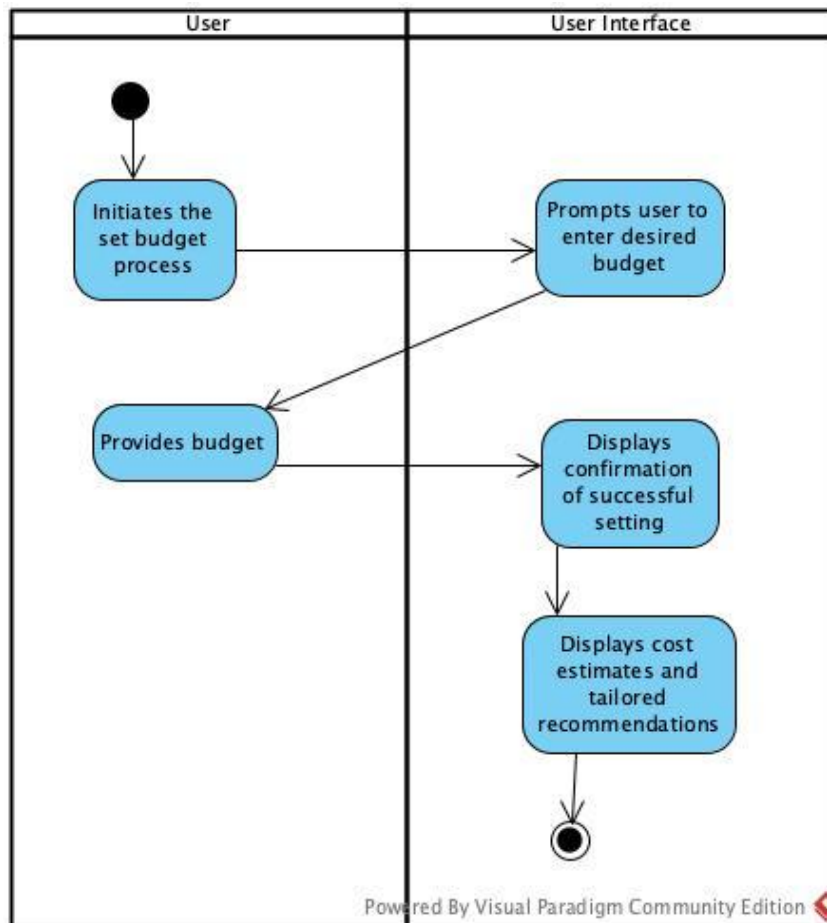 User
User Interface
Initiates the
set budget
process
Prompts user to
enter desired
budget
Provides budget
Displays
confirmation
of successful
setting
Displays cost
estimates and
tailored
recommendations
Powered By Visual Paradigm Community Edition